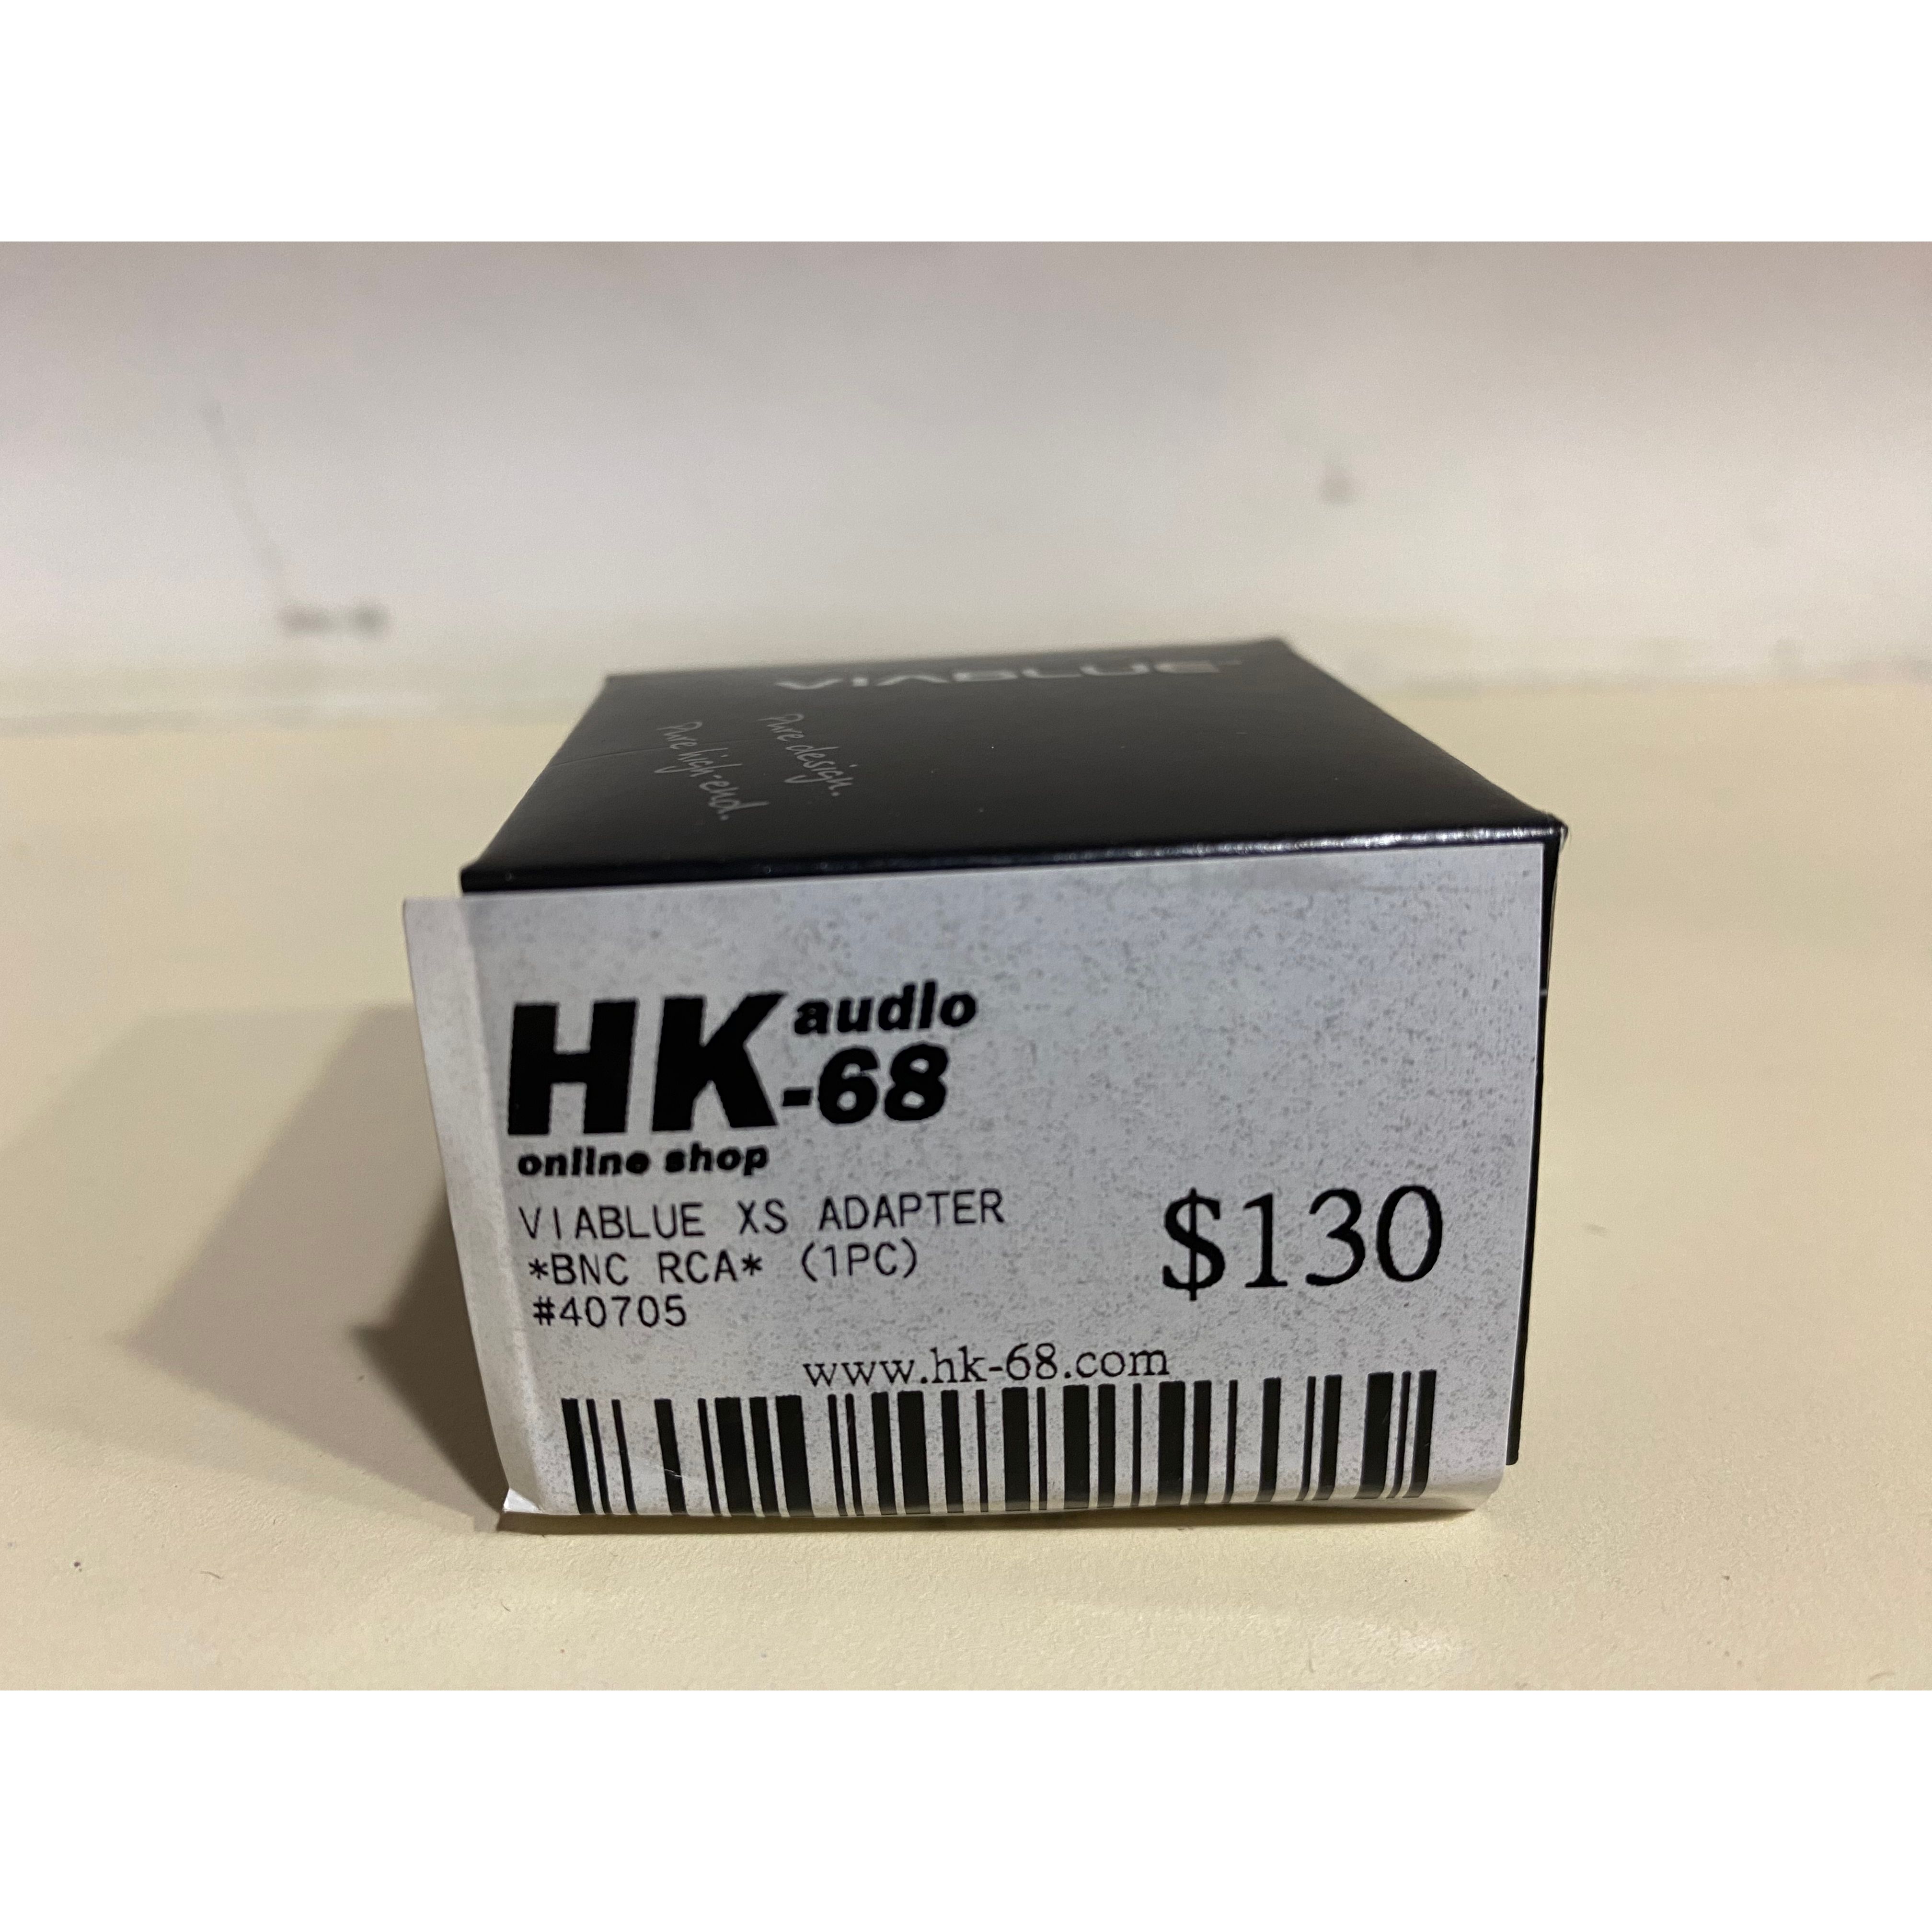 VIABLUE
Pure design.
Pure high-end.
HK audio
-68
online shop
VIABLUE XS ADAPTER
*BNC RCA* (1PC)
#40705
$130
www.hk-68.com